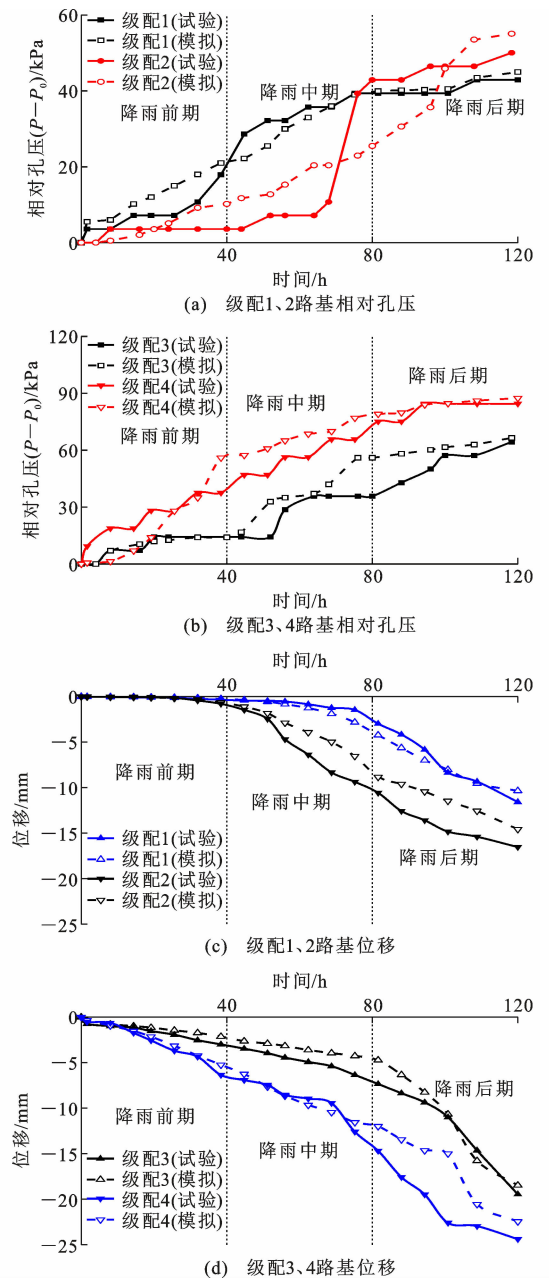 60
40
20
0
相对孔压(P－P₀)/kPa
级配1(试验)
级配1(模拟)
级配2(试验)
级配2(模拟)
降雨前期
降雨中期
降雨后期
40
80
120
时间/h
(a) 级配1、2路基相对孔压
120
90
60
30
0
相对孔压(P－P₀)/kPa
级配3(试验)
级配3(模拟)
级配4(试验)
级配4(模拟)
降雨前期
降雨中期
降雨后期
40
80
120
时间/h
(b) 级配3、4路基相对孔压
时间/h
40
80
120
0
－5
－10
－15
－20
－25
位移/mm
降雨前期
降雨中期
降雨后期
级配1(试验)
级配1(模拟)
级配2(试验)
级配2(模拟)
(c) 级配1、2路基位移
时间/h
40
80
120
0
－5
－10
－15
－20
－25
位移/mm
降雨前期
降雨中期
降雨后期
级配3(试验)
级配3(模拟)
级配4(试验)
级配4(模拟)
(d) 级配3、4路基位移